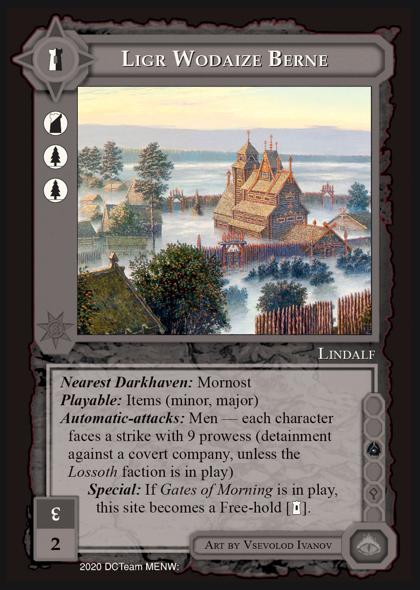 LIGR WODAIZE BERNE
LINDALF
Nearest Darkhaven: Mornost
Playable: Items (minor, major)
Automatic-attacks: Men — each character
faces a strike with 9 prowess (detainment
against a covert company, unless the
Lossoth faction is in play)
Special: If Gates of Morning is in play,
this site becomes a Free-hold [].
ε
2
ART BY VSEVOLOD IVANOV
2020 DCTeam MENW: